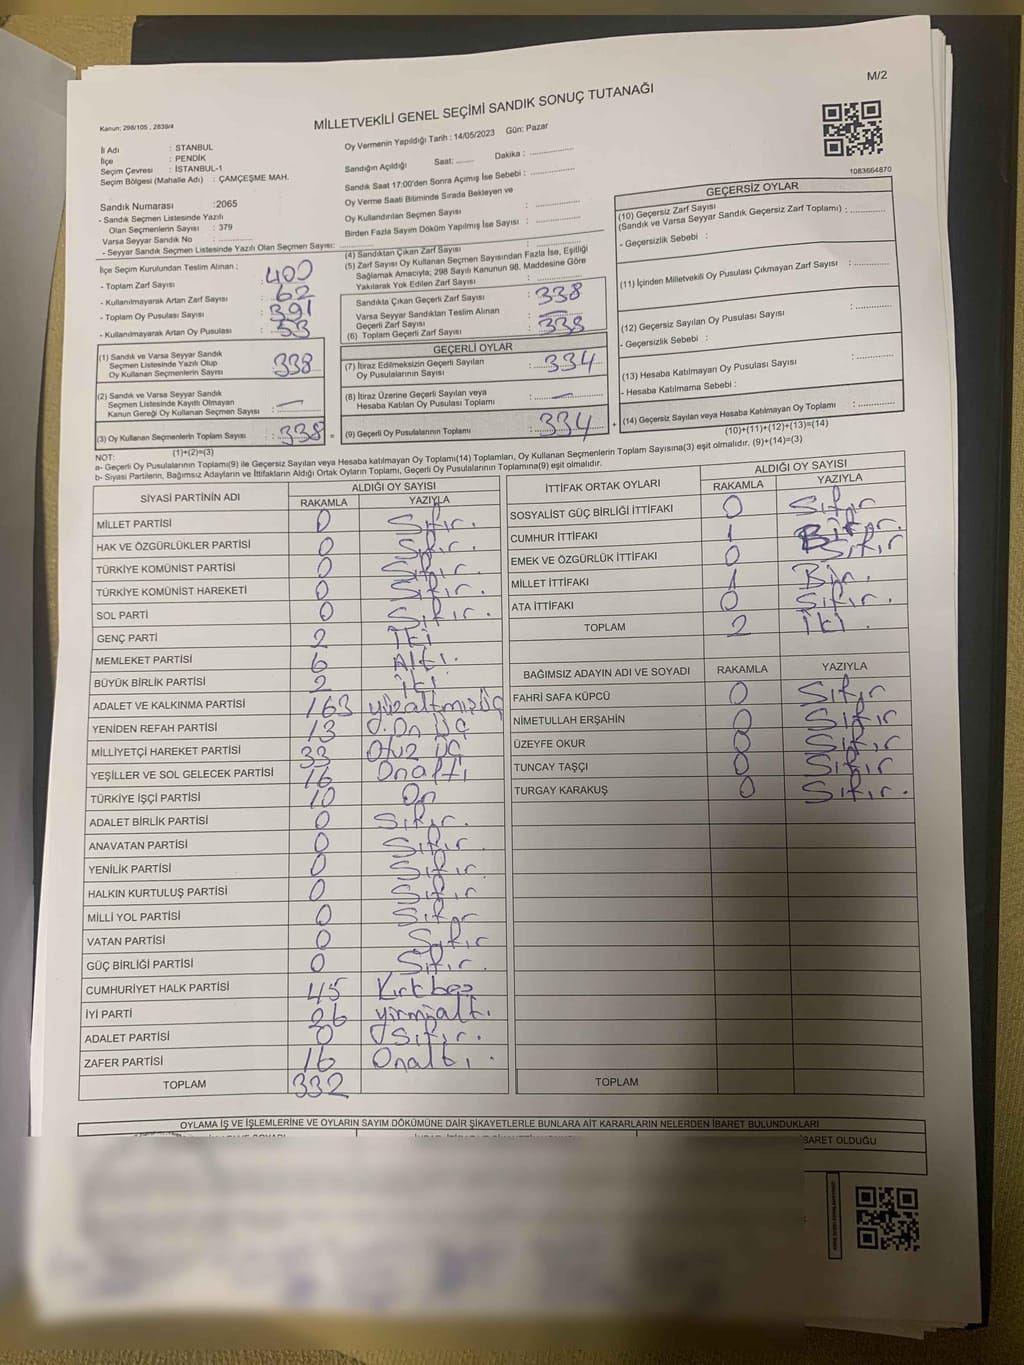 M/2
Kanun; 298/105 , 2839/4
MİLLETVEKİLİ GENEL SEÇİMİ SANDIK SONUÇ TUTANAĞI
İl Adı : STANBUL
İlçe : PENDİK
Seçim Çevresi : İSTANBUL-1
Seçim Bölgesi (Mahalle Adı) : ÇAMÇEŞME MAH.
Sandık Numarası :2065
- Sandık Seçmen Listesinde Yazılı
Olan Seçmenlerin Sayısı : 379
Varsa Seyyar Sandık No : ..............
- Seyyar Sandık Seçmen Listesinde Yazılı Olan Seçmen Sayısı: ..............
Oy Vermenin Yapıldığı Tarih : 14/05/2023 Gün: Pazar
Sandığın Açıldığı Saat: ....... Dakika : ..............
Sandık Saat 17:00'den Sonra Açımış İse Sebebi : ..............
Oy Verme Saati Bitiminde Sırada Bekleyen ve
Oy Kullandırılan Seçmen Sayısı : ..............
Birden Fazla Sayım Döküm Yapılmış İse Sayısı : ..............
1083664870
İlçe Seçim Kurulundan Teslim Alınan ;
- Toplam Zarf Sayısı : 400
- Kullanılmayarak Artan Zarf Sayısı : 62
- Toplam Oy Pusulası Sayısı : 391
- Kullanılmayarak Artan Oy Pusulası : 53
(1) Sandık ve Varsa Seyyar Sandık
Seçmen Listesinde Yazılı Olup
Oy Kullanan Seçmenlerin Sayısı : 338
(2) Sandık ve Varsa Seyyar Sandık
Seçmen Listesinde Kayıtlı Olmayan
Kanun Gereği Oy Kullanan Seçmen Sayısı : —
(3) Oy Kullanan Seçmenlerin Toplam Sayısı : 338 =
(1)+(2)=(3)
(4) Sandıktan Çıkan Zarf Sayısı : ..............
(5) Zarf Sayısı Oy Kullanan Seçmen Sayısından Fazla İse, Eşitliği
Sağlamak Amacıyla; 298 Sayılı Kanunun 98. Maddesine Göre
Yakılarak Yok Edilen Zarf Sayısı : ..............
Sandıkta Çıkan Geçerli Zarf Sayısı : 338
Varsa Seyyar Sandıktan Teslim Alınan
Geçerli Zarf Sayısı : —
(6) Toplam Geçerli Zarf Sayısı : 338
GEÇERLİ OYLAR
(7) İtiraz Edilmeksizin Geçerli Sayılan
Oy Pusulalarının Sayısı : 334
(8) İtiraz Üzerine Geçerli Sayılan veya
Hesaba Katılan Oy Pusulası Toplamı : —
(9) Geçerli Oy Pusulalarının Toplamı : 334 +
GEÇERSİZ OYLAR
(10) Geçersiz Zarf Sayısı
(Sandık ve Varsa Seyyar Sandık Geçersiz Zarf Toplamı) : ..............
- Geçersizlik Sebebi :
(11) İçinden Milletvekili Oy Pusulası Çıkmayan Zarf Sayısı : ..............
(12) Geçersiz Sayılan Oy Pusulası Sayısı : ..............
- Geçersizlik Sebebi :
(13) Hesaba Katılmayan Oy Pusulası Sayısı : ..............
- Hesaba Katılmama Sebebi :
(14) Geçersiz Sayılan veya Hesaba Katılmayan Oy Toplamı : ..............
(10)+(11)+(12)+(13)=(14)
NOT:
a- Geçerli Oy Pusulalarının Toplamı(9) ile Geçersiz Sayılan veya Hesaba katılmayan Oy Toplamı(14) Toplamları, Oy Kullanan Seçmenlerin Toplam Sayısına(3) eşit olmalıdır. (9)+(14)=(3)
b- Siyasi Partilerin, Bağımsız Adayların ve İttifakların Aldığı Ortak Oyların Toplamı, Geçerli Oy Pusulalarının Toplamına(9) eşit olmalıdır.
SİYASİ PARTİNİN ADI ALDIĞI OY SAYISI
RAKAMLA YAZIYLA
MİLLET PARTİSİ 0 Sıfır.
HAK VE ÖZGÜRLÜKLER PARTİSİ 0 Sıfır.
TÜRKİYE KOMÜNİST PARTİSİ 0 Sıfır.
TÜRKİYE KOMÜNİST HAREKETİ 0 Sıfır.
SOL PARTİ 0 Sıfır.
GENÇ PARTİ 2 İki
MEMLEKET PARTİSİ 6 Altı.
BÜYÜK BİRLİK PARTİSİ 2 İki
ADALET VE KALKINMA PARTİSİ 163 yüzaltmışüç
YENİDEN REFAH PARTİSİ 13 On üç
MİLLİYETÇİ HAREKET PARTİSİ 33 Otuz üç
YEŞİLLER VE SOL GELECEK PARTİSİ 16 Onaltı
TÜRKİYE İŞÇİ PARTİSİ 10 On
ADALET BİRLİK PARTİSİ 0 Sıfır.
ANAVATAN PARTİSİ 0 Sıfır.
YENİLİK PARTİSİ 0 Sıfır.
HALKIN KURTULUŞ PARTİSİ 0 Sıfır
MİLLİ YOL PARTİSİ 0 Sıfır
VATAN PARTİSİ 0 Sıfır
GÜÇ BİRLİĞİ PARTİSİ 0 Sıfır.
CUMHURİYET HALK PARTİSİ 45 Kırkbeş
İYİ PARTİ 26 yirmialtı.
ADALET PARTİSİ 0 Sıfır.
ZAFER PARTİSİ 16 Onaltı.
TOPLAM 332
İTTİFAK ORTAK OYLARI ALDIĞI OY SAYISI
RAKAMLA YAZIYLA
SOSYALİST GÜÇ BİRLİĞİ İTTİFAKI 0 Sıfır
CUMHUR İTTİFAKI 1 Bir.
EMEK VE ÖZGÜRLÜK İTTİFAKI 0 Sıfır
MİLLET İTTİFAKI 1 Bir.
ATA İTTİFAKI 0 Sıfır.
TOPLAM 2 İki.
BAĞIMSIZ ADAYIN ADI VE SOYADI RAKAMLA YAZIYLA
FAHRİ SAFA KÜPCÜ 0 Sıfır
NİMETULLAH ERŞAHİN 0 Sıfır
ÜZEYFE OKUR 0 Sıfır
TUNCAY TAŞÇI 0 Sıfır
TURGAY KARAKUŞ 0 Sıfır.
TOPLAM
OYLAMA İŞ VE İŞLEMLERİNE VE OYLARIN SAYIM DÖKÜMÜNE DAİR ŞİKAYETLERLE BUNLARA AİT KARARLARIN NELERDEN İBARET BULUNDUKLARI
BARET OLDUĞU